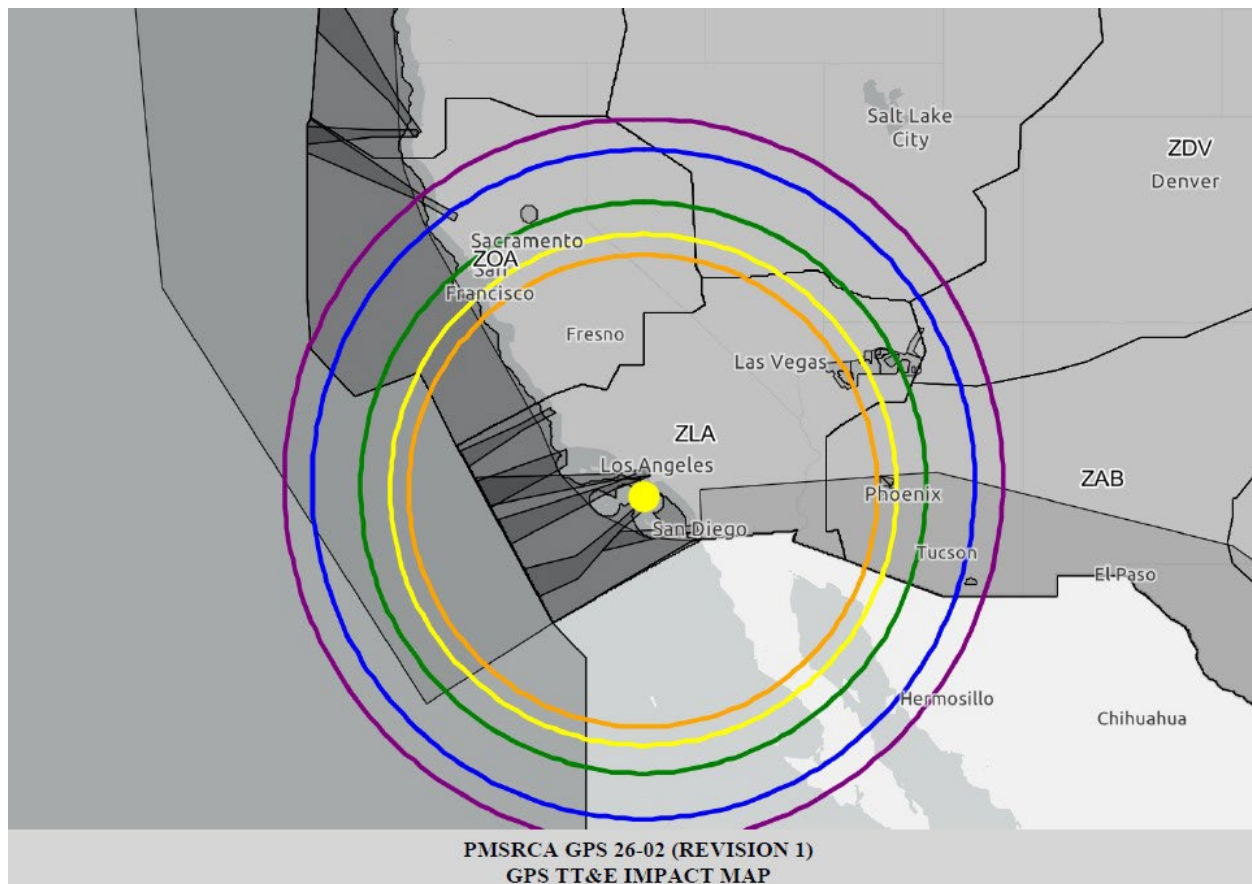 Salt Lake
City
ZDV
Denver
Sacramento
ZOA
San
Francisco
Fresno
Las Vegas
ZLA
Los Angeles
ZAB
Phoenix
San Diego
Tucson
El Paso
Hermosillo
Chihuahua
PMSRCA GPS 26-02 (REVISION 1)
GPS TT&E IMPACT MAP